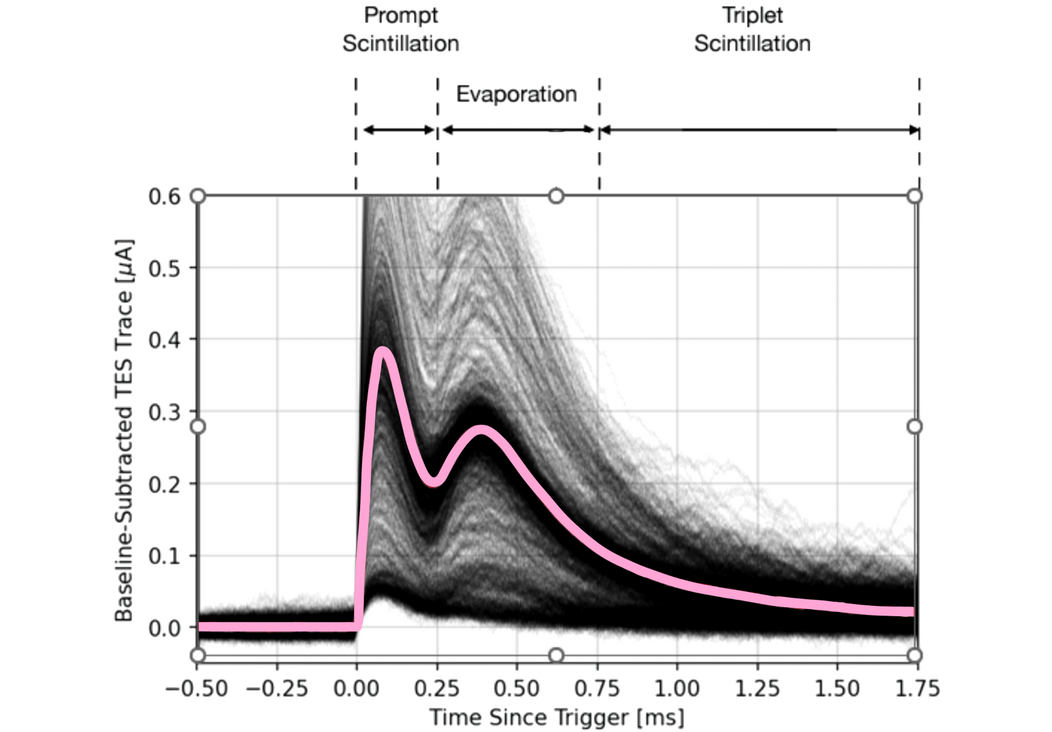 Prompt
Scintillation
Triplet
Scintillation
Evaporation
0.6
0.5
0.4
0.3
0.2
0.1
0.0
Baseline-Subtracted TES Trace [μA]
−0.50 −0.25 0.00 0.25 0.50 0.75 1.00 1.25 1.50 1.75
Time Since Trigger [ms]